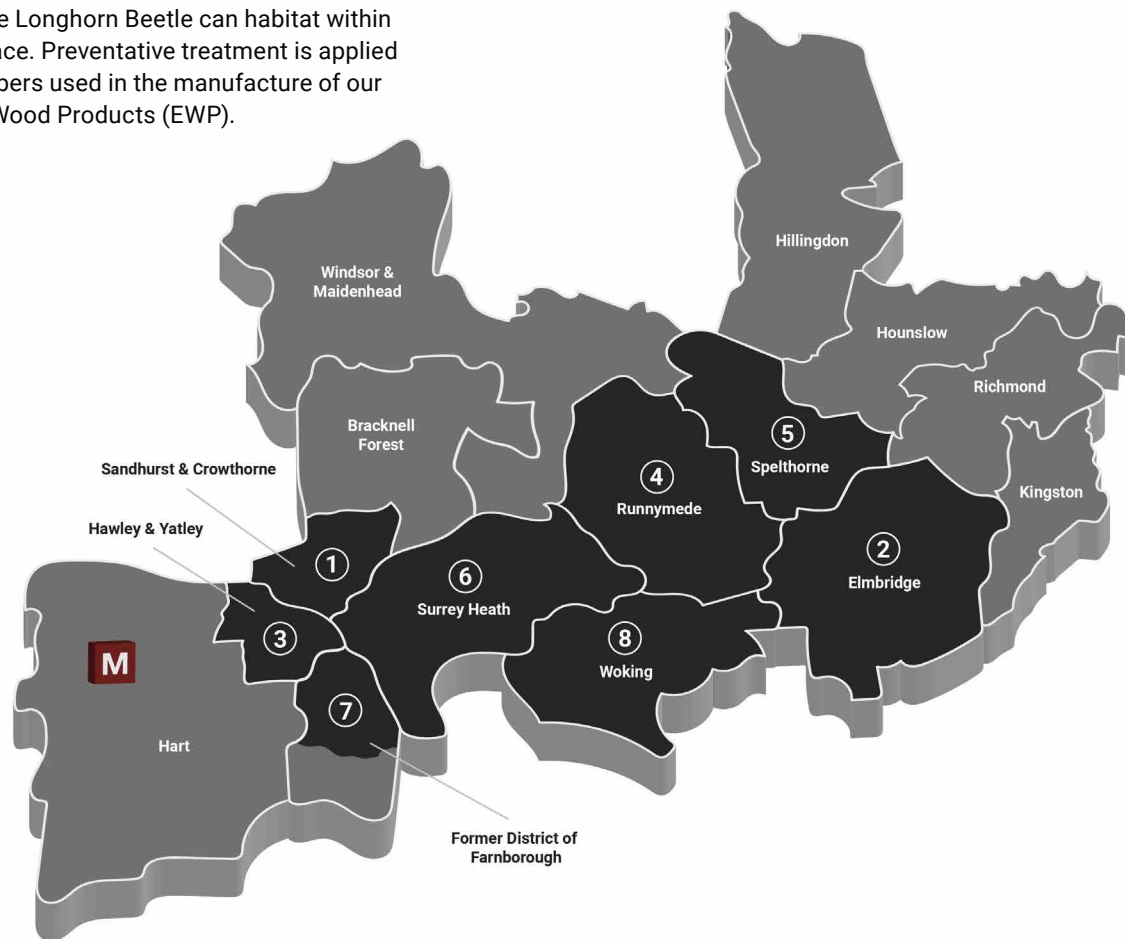 e Longhorn Beetle can habitat within
ace. Preventative treatment is applied
bers used in the manufacture of our
Wood Products (EWP).
Hillingdon
Windsor &
Maidenhead
Hounslow
Richmond
Bracknell
Forest
5
Spelthorne
Sandhurst & Crowthorne
4
Runnymede
Kingston
Hawley & Yatley
1
2
Elmbridge
6
Surrey Heath
3
8
Woking
M
7
Hart
Former District of
Farnborough